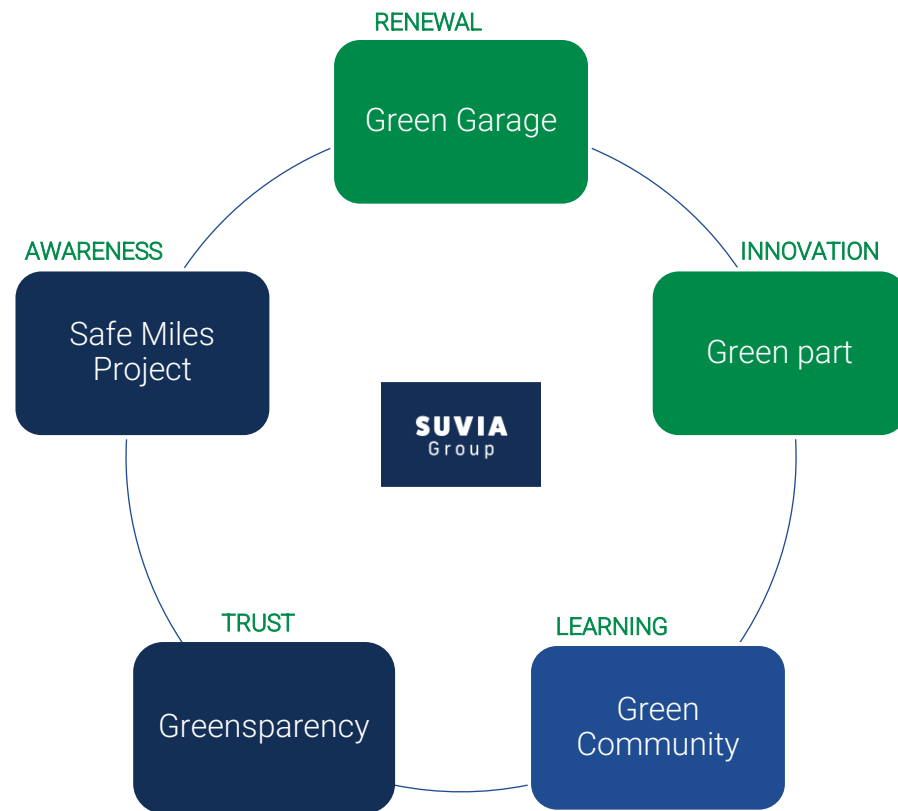 RENEWAL
Green Garage
AWARENESS
Safe Miles
Project
INNOVATION
Green part
SUVIA
Group
TRUST
Greensparency
LEARNING
Green
Community